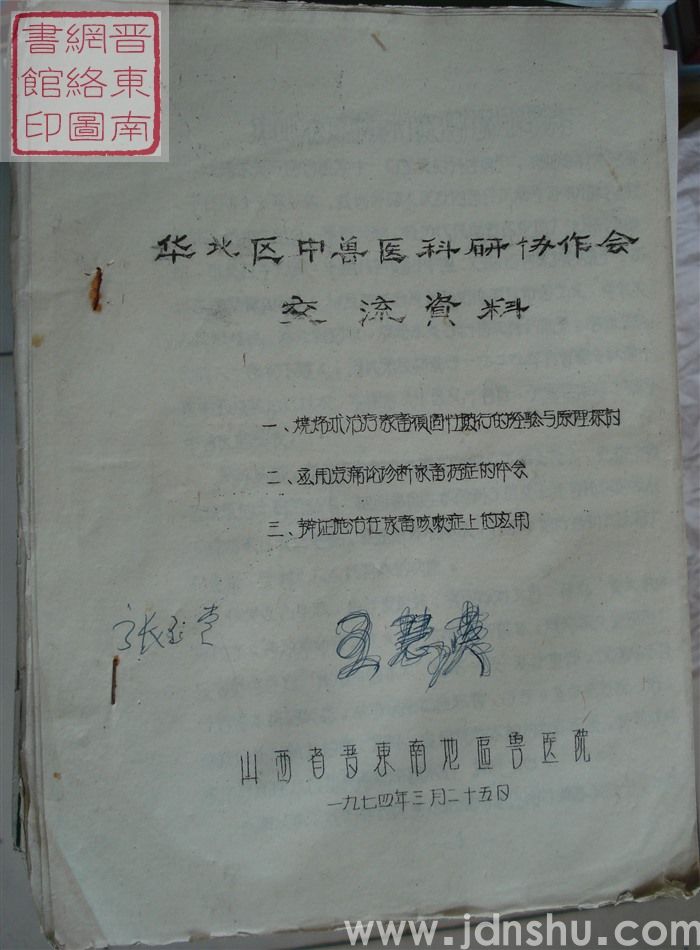 晋東南
網絡圖
書館印
华北区中兽医科研协作会
交流資料
一、烧烙术治疗家畜顽固性跛行的经验与原理探讨
二、应用灸痛论诊断家畜病症的体会
三、辨证施治在家畜咳嗽症上的应用
张玉堂
王慧瑛
山西省晋東南地區兽医院
一九七四年三月二十五日
www.jdnshu.com